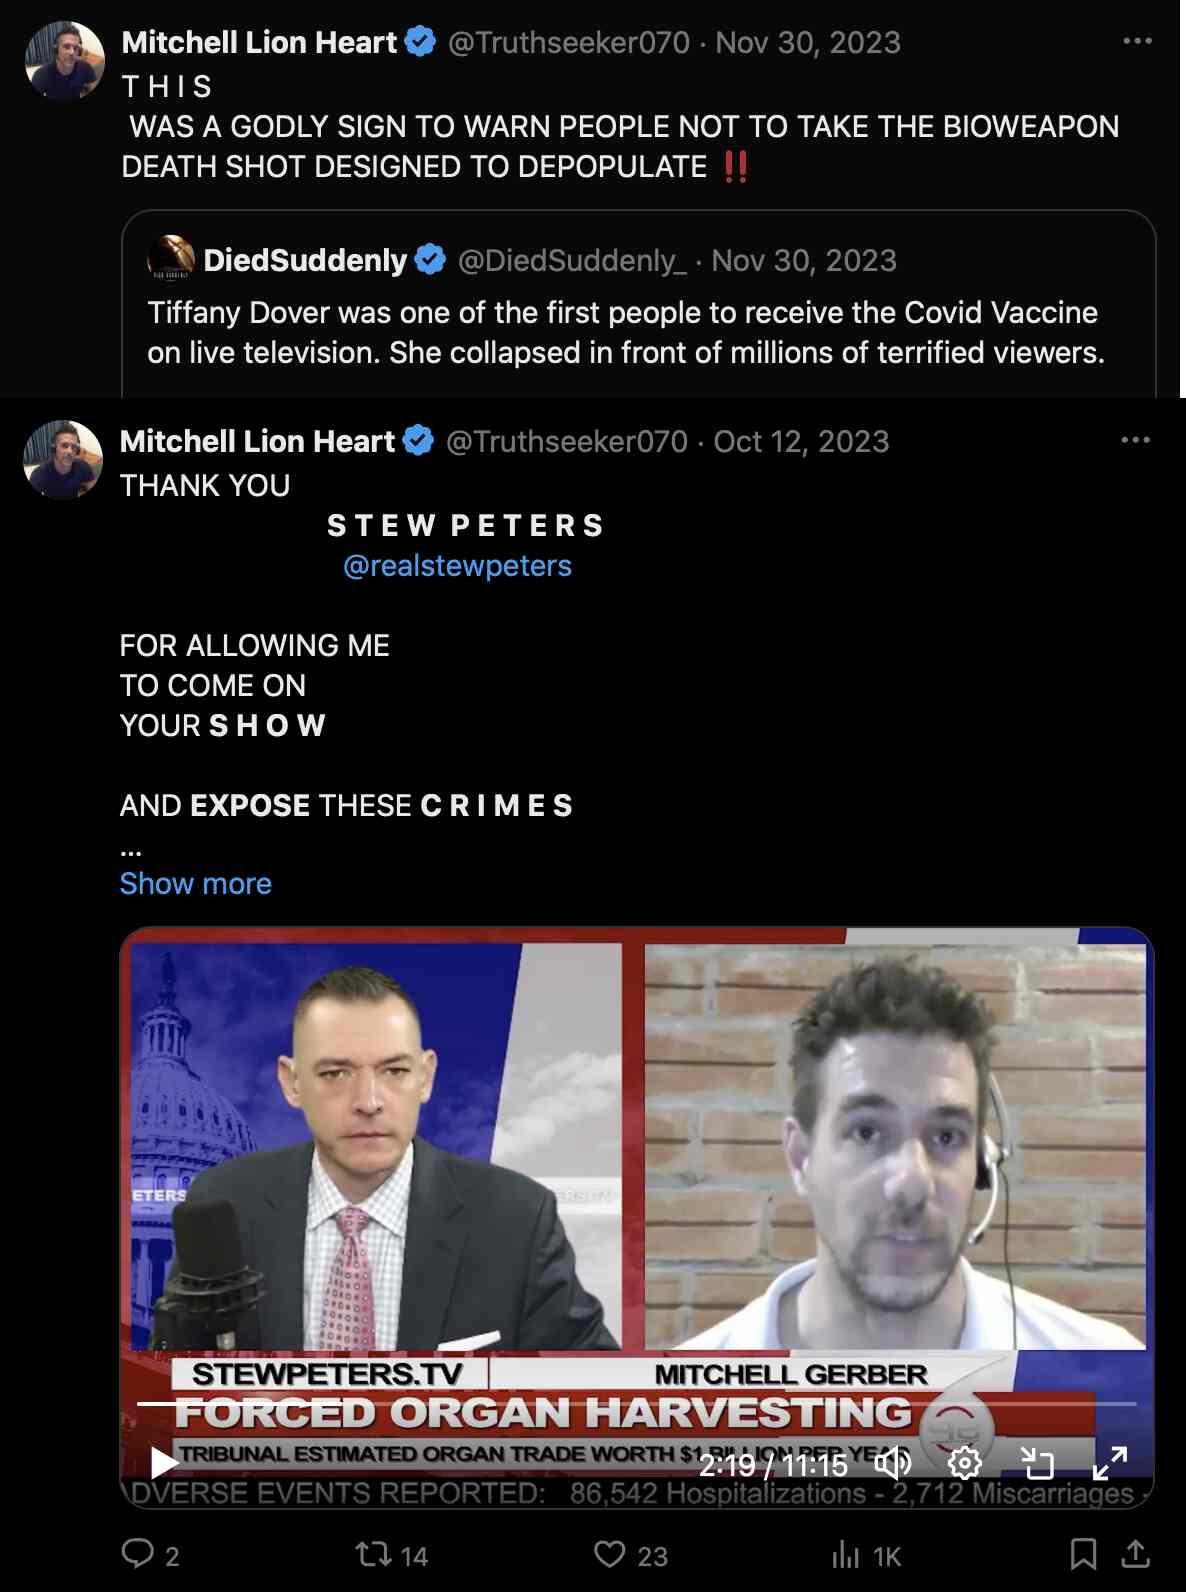 Mitchell Lion Heart @Truthseeker070 · Nov 30, 2023
T H I S
WAS A GODLY SIGN TO WARN PEOPLE NOT TO TAKE THE BIOWEAPON
DEATH SHOT DESIGNED TO DEPOPULATE ‼️
DiedSuddenly @DiedSuddenly_ · Nov 30, 2023
Tiffany Dover was one of the first people to receive the Covid Vaccine
on live television. She collapsed in front of millions of terrified viewers.
Mitchell Lion Heart @Truthseeker070 · Oct 12, 2023
THANK YOU
S T E W P E T E R S
@realstewpeters
FOR ALLOWING ME
TO COME ON
YOUR S H O W
AND EXPOSE THESE C R I M E S
...
Show more
ETERS
STEWPETERS.TV MITCHELL GERBER
FORCED ORGAN HARVESTING
TRIBUNAL ESTIMATED ORGAN TRADE WORTH $1 BILLION PER YEAR
2:19 / 11:15
DVERSE EVENTS REPORTED: 86,542 Hospitalizations - 2,712 Miscarriages -
2 14 23 1K